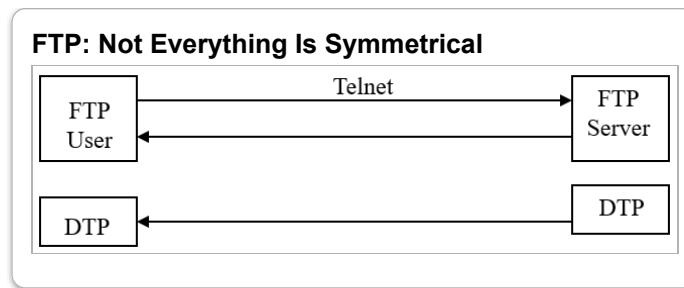 FTP: Not Everything Is Symmetrical
Telnet
FTP
User
FTP
Server
DTP
DTP